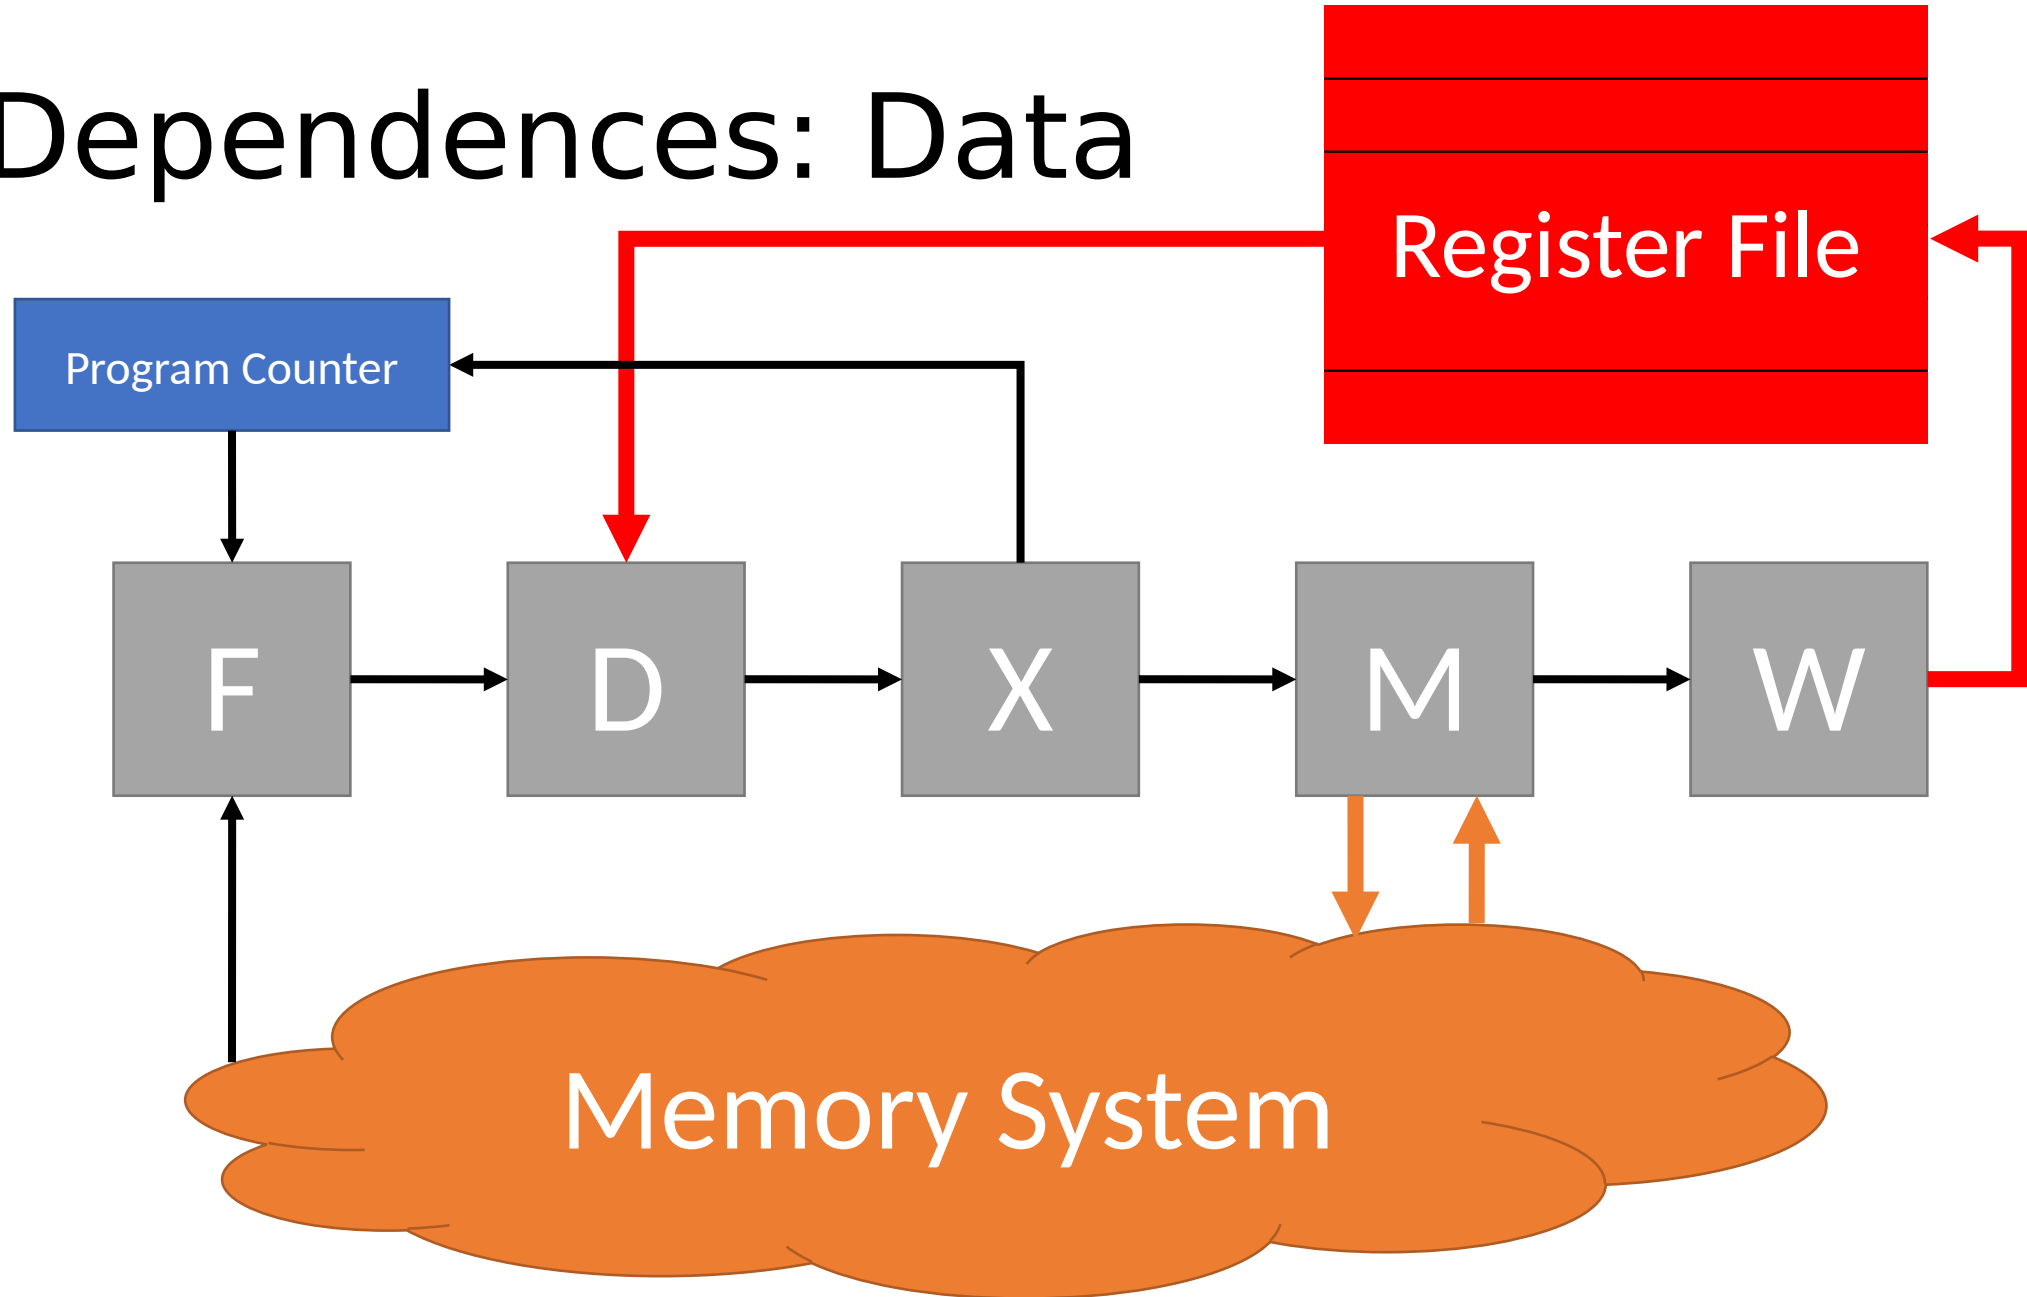 Dependences: Data
Register File
Program Counter
F
D
X
M
W
Memory System